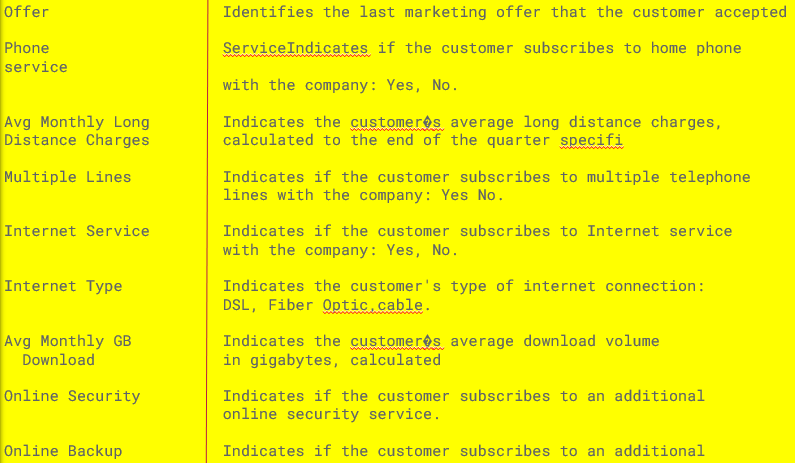 Offer Identifies the last marketing offer that the customer accepted
Phone ServiceIndicates if the customer subscribes to home phone
service
with the company: Yes, No.
Avg Monthly Long Indicates the customer�s average long distance charges,
Distance Charges calculated to the end of the quarter specifi
Multiple Lines Indicates if the customer subscribes to multiple telephone
lines with the company: Yes No.
Internet Service Indicates if the customer subscribes to Internet service
with the company: Yes, No.
Internet Type Indicates the customer's type of internet connection:
DSL, Fiber Optic,cable.
Avg Monthly GB Indicates the customer�s average download volume
Download in gigabytes, calculated
Online Security Indicates if the customer subscribes to an additional
online security service.
Online Backup Indicates if the customer subscribes to an additional